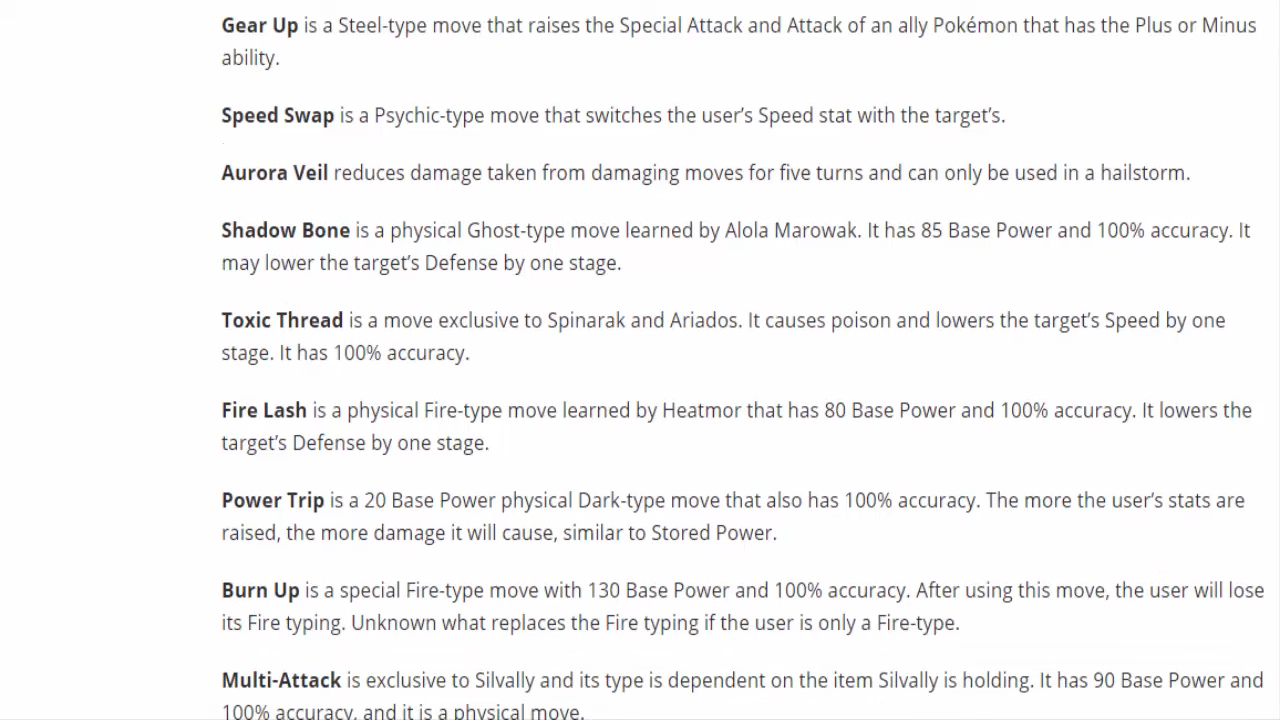 Gear Up is a Steel-type move that raises the Special Attack and Attack of an ally Pokémon that has the Plus or Minus
ability.
Speed Swap is a Psychic-type move that switches the user’s Speed stat with the target’s.
Aurora Veil reduces damage taken from damaging moves for five turns and can only be used in a hailstorm.
Shadow Bone is a physical Ghost-type move learned by Alola Marowak. It has 85 Base Power and 100% accuracy. It
may lower the target’s Defense by one stage.
Toxic Thread is a move exclusive to Spinarak and Ariados. It causes poison and lowers the target’s Speed by one
stage. It has 100% accuracy.
Fire Lash is a physical Fire-type move learned by Heatmor that has 80 Base Power and 100% accuracy. It lowers the
target’s Defense by one stage.
Power Trip is a 20 Base Power physical Dark-type move that also has 100% accuracy. The more the user’s stats are
raised, the more damage it will cause, similar to Stored Power.
Burn Up is a special Fire-type move with 130 Base Power and 100% accuracy. After using this move, the user will lose
its Fire typing. Unknown what replaces the Fire typing if the user is only a Fire-type.
Multi-Attack is exclusive to Silvally and its type is dependent on the item Silvally is holding. It has 90 Base Power and
100% accuracy, and it is a physical move.